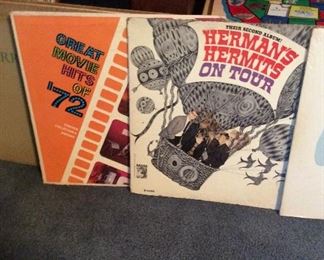 GREAT
MOVIE
HITS
OF
'72
THEIR SECOND ALBUM!
HERMAN'S
HERMITS
ON TOUR